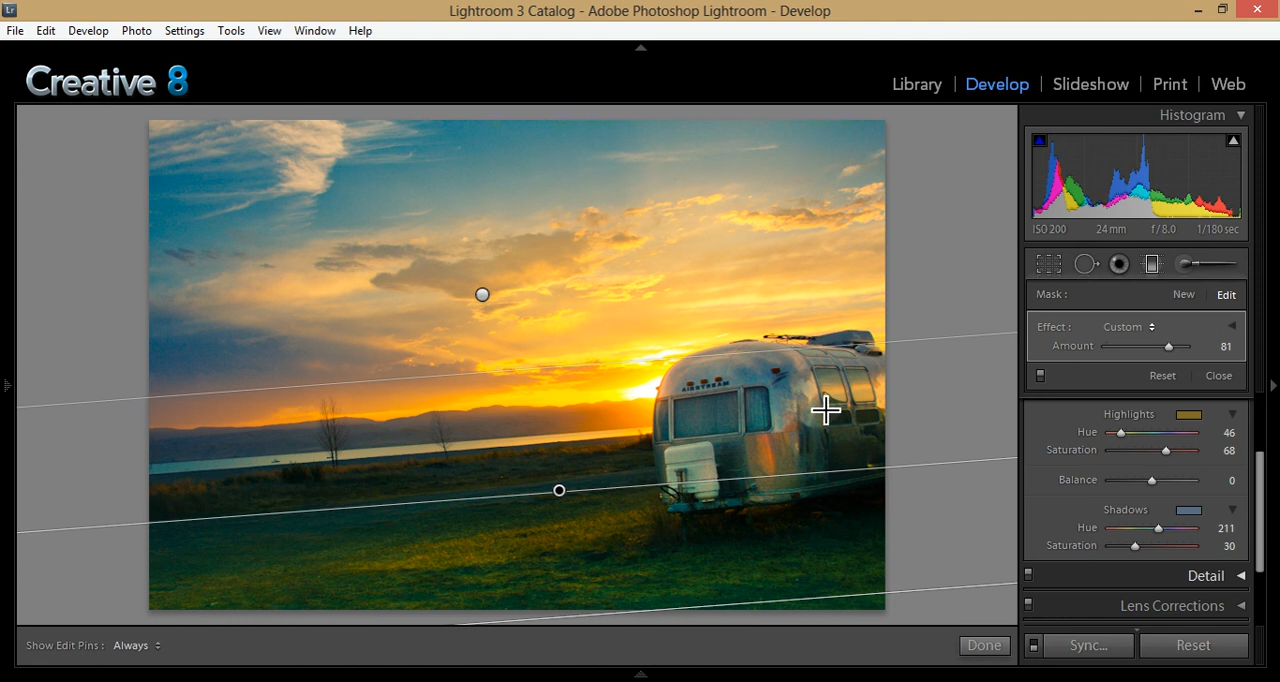 Lr Lightroom 3 Catalog - Adobe Photoshop Lightroom - Develop
File Edit Develop Photo Settings Tools View Window Help
Creative 8
Library | Develop | Slideshow | Print | Web
Histogram
ISO 200 24 mm f / 8.0 1/180 sec
Mask : New Edit
Effect : Custom
Amount 81
Reset Close
AIRSTREAM
Highlights
Hue 46
Saturation 68
Balance 0
Shadows
Hue 211
Saturation 30
Detail
Lens Corrections
Show Edit Pins : Always Done Sync... Reset